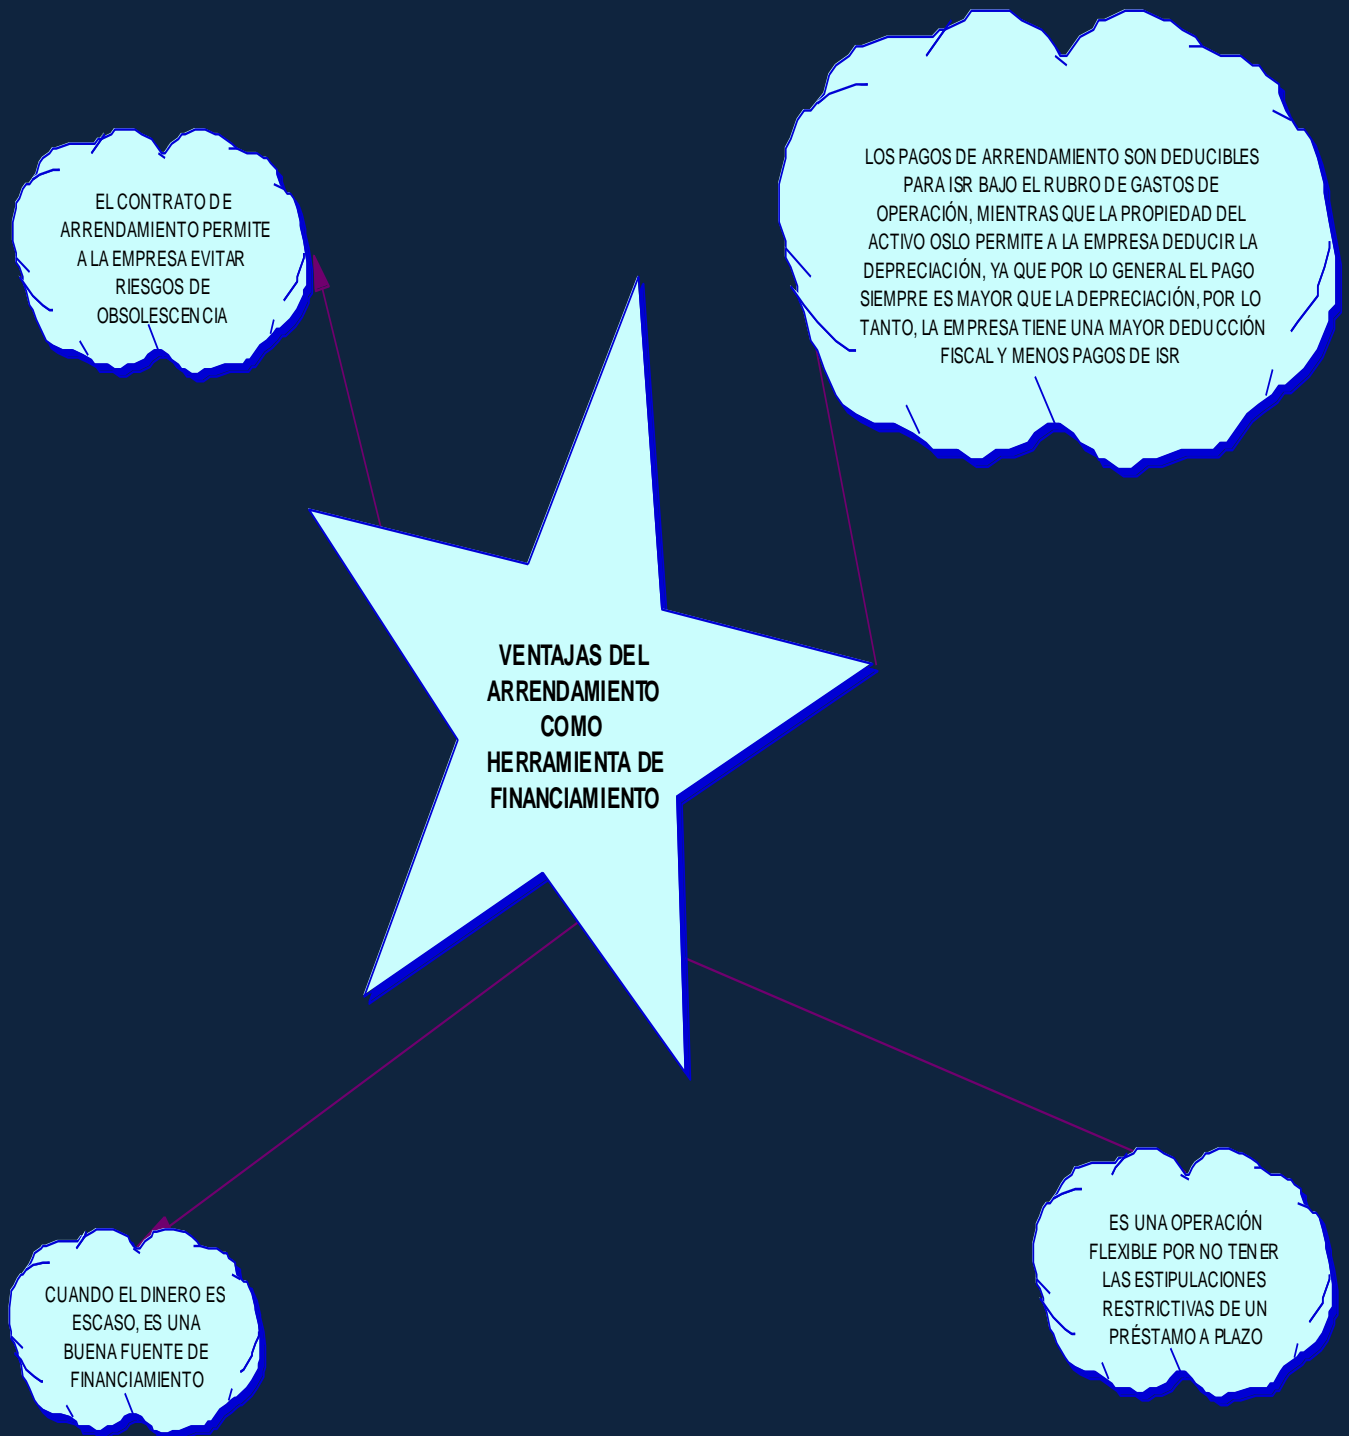 EL CONTRATO DE
ARRENDAMIENTO PERMITE
A LA EMPRESA EVITAR
RIESGOS DE
OBSOLESCENCIA
LOS PAGOS DE ARRENDAMIENTO SON DEDUCIBLES
PARA ISR BAJO EL RUBRO DE GASTOS DE
OPERACIÓN, MIENTRAS QUE LA PROPIEDAD DEL
ACTIVO OSLO PERMITE A LA EMPRESA DEDUCIR LA
DEPRECIACIÓN, YA QUE POR LO GENERAL EL PAGO
SIEMPRE ES MAYOR QUE LA DEPRECIACIÓN, POR LO
TANTO, LA EMPRESA TIENE UNA MAYOR DEDUCCIÓN
FISCAL Y MENOS PAGOS DE ISR
VENTAJAS DEL
ARRENDAMIENTO
COMO
HERRAMIENTA DE
FINANCIAMIENTO
CUANDO EL DINERO ES
ESCASO, ES UNA
BUENA FUENTE DE
FINANCIAMIENTO
ES UNA OPERACIÓN
FLEXIBLE POR NO TENER
LAS ESTIPULACIONES
RESTRICTIVAS DE UN
PRÉSTAMO A PLAZO